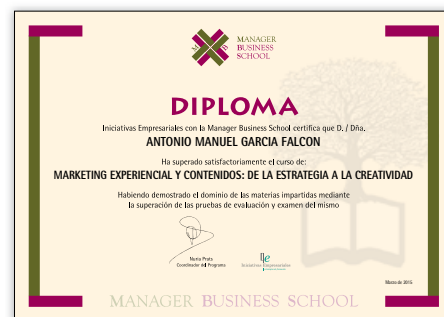 M B S
MANAGER
BUSINESS
SCHOOL
DIPLOMA
Iniciativas Empresariales con la Manager Business School certifica que D. / Dña.
ANTONIO MANUEL GARCIA FALCON
Ha superado satisfactoriamente el curso de:
MARKETING EXPERIENCIAL Y CONTENIDOS: DE LA ESTRATEGIA A LA CREATIVIDAD
Habiendo demostrado el dominio de las materias impartidas mediante
la superación de las pruebas de evaluación y examen del mismo
Nuria Prats
Coordinador del Programa
Iniciativas Empresariales
Marzo de 2015
MANAGER BUSINESS SCHOOL